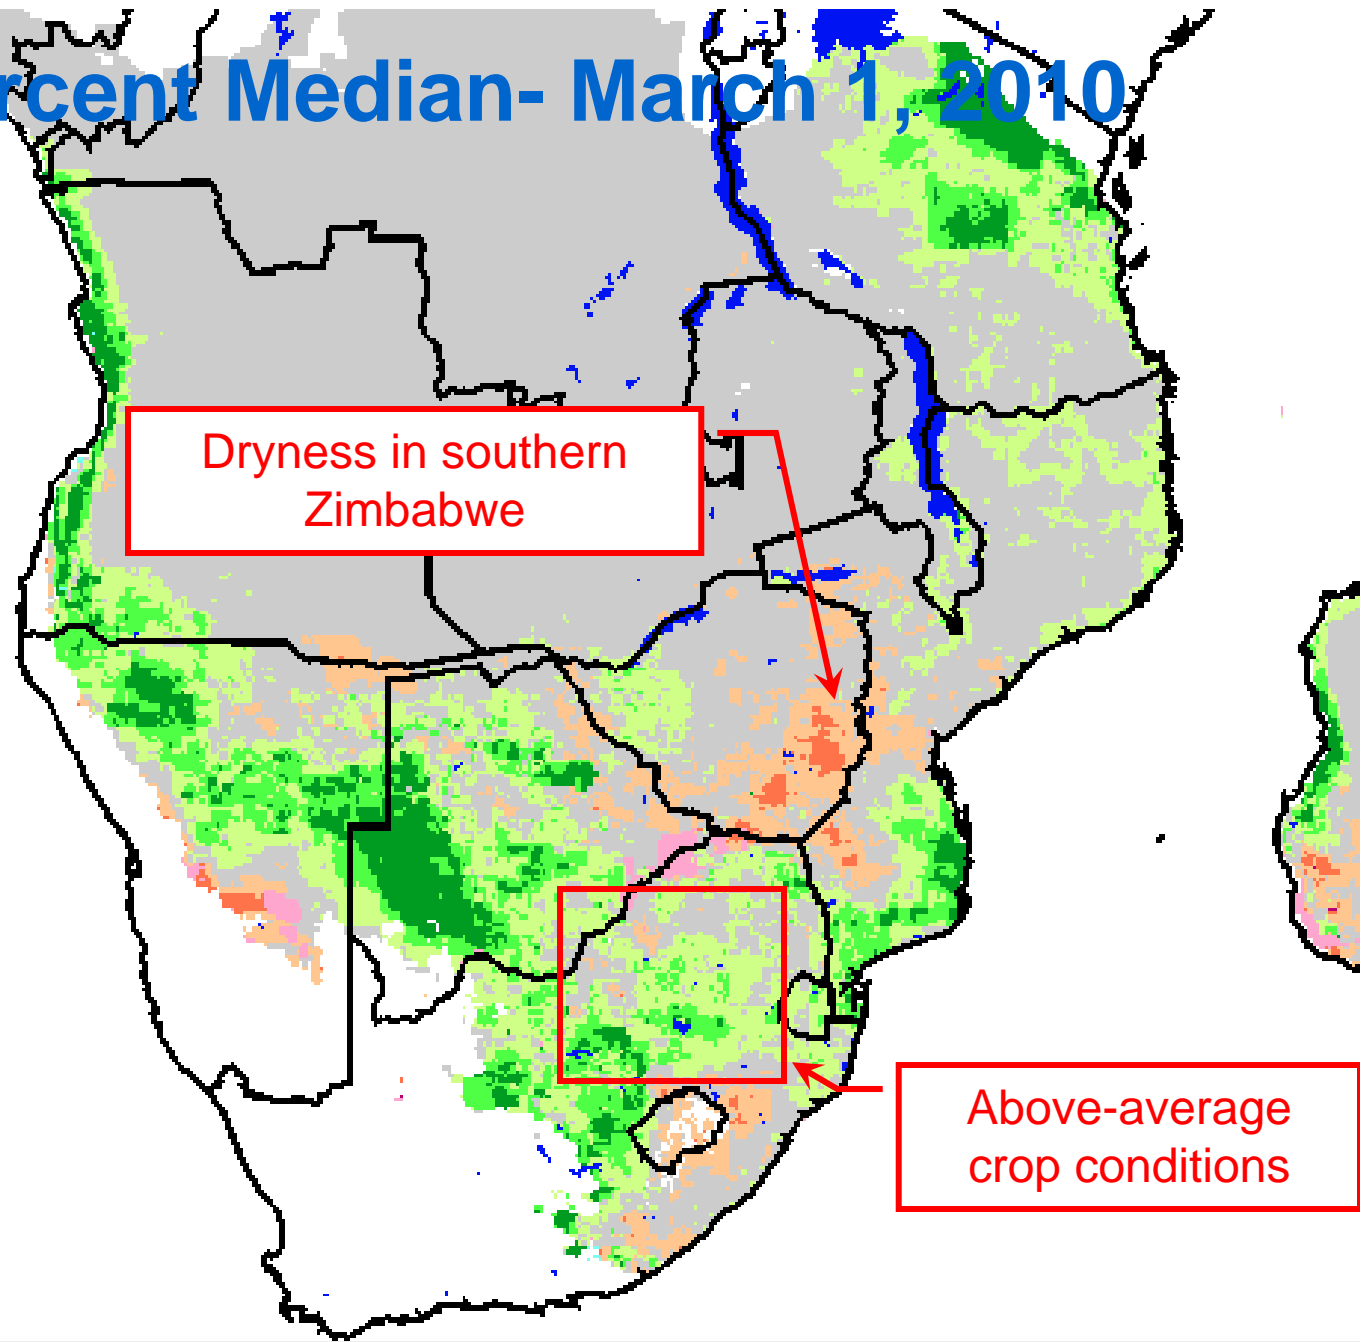 rcent Median- March 1, 2010
Dryness in southern
Zimbabwe
Above-average
crop conditions